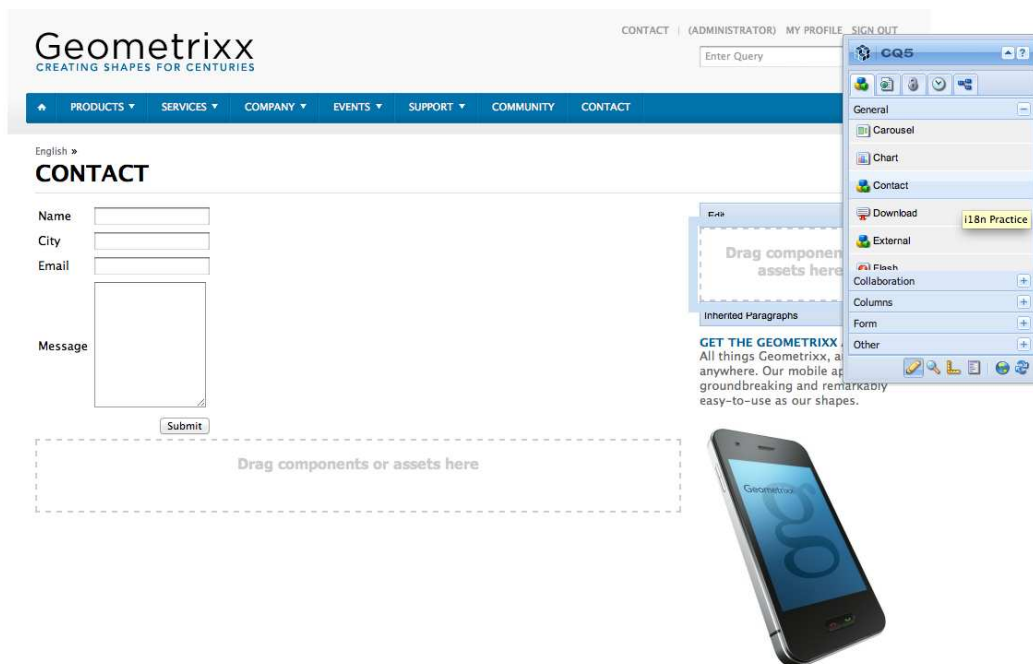 CONTACT | (ADMINISTRATOR) MY PROFILE SIGN OUT
Geometrixx
CREATING SHAPES FOR CENTURIES
Enter Query
PRODUCTS ▼ SERVICES ▼ COMPANY ▼ EVENTS ▼ SUPPORT ▼ COMMUNITY CONTACT
English »
CONTACT
Name
City
Email
Message
Submit
Drag components or assets here
Edit
Drag componen
assets here
Inherited Paragraphs
GET THE GEOMETRIXX
All things Geometrixx, a
anywhere. Our mobile ap
groundbreaking and remarkably
easy-to-use as our shapes.
Geometrixx
g
CQ5
?
General
Carousel
Chart
Contact
Download
i18n Practice
External
Flash
Collaboration
Columns
Form
Other